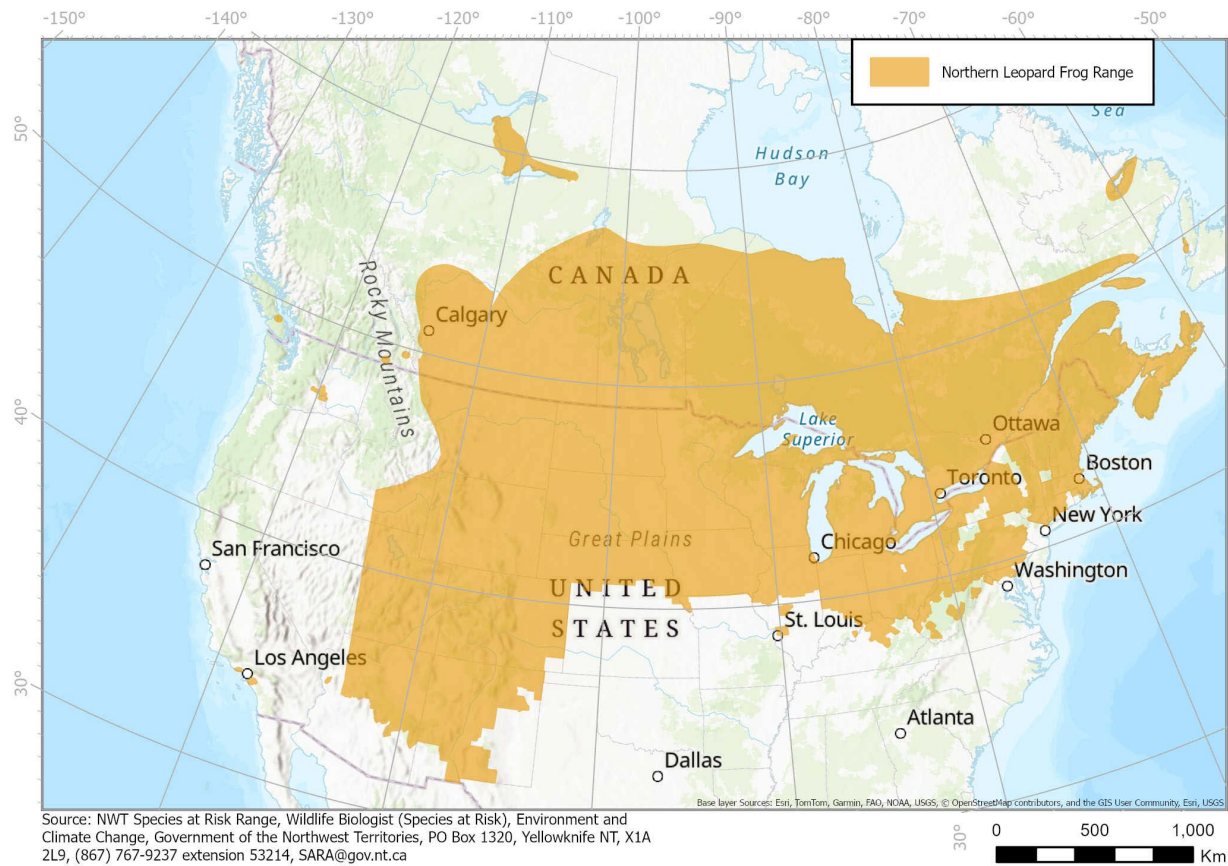 -150° -140° -130° -120° -110° -100° -90° -80° -70° -60° -50°
Northern Leopard Frog Range
Sea
50°
Hudson
Bay
CANADA
Rocky Mountains
Calgary
40°
Lake
Superior
Ottawa
Toronto
Boston
New York
Great Plains
Chicago
San Francisco
Washington
UNITED
STATES
St. Louis
Los Angeles
30°
Atlanta
Dallas
Base layer Sources: Esri, TomTom, Garmin, FAO, NOAA, USGS, © OpenStreetMap contributors, and the GIS User Community, Esri, USGS
Source: NWT Species at Risk Range, Wildlife Biologist (Species at Risk), Environment and
Climate Change, Government of the Northwest Territories, PO Box 1320, Yellowknife NT, X1A
2L9, (867) 767-9237 extension 53214, SARA@gov.nt.ca
30°
0 500 1,000
Km